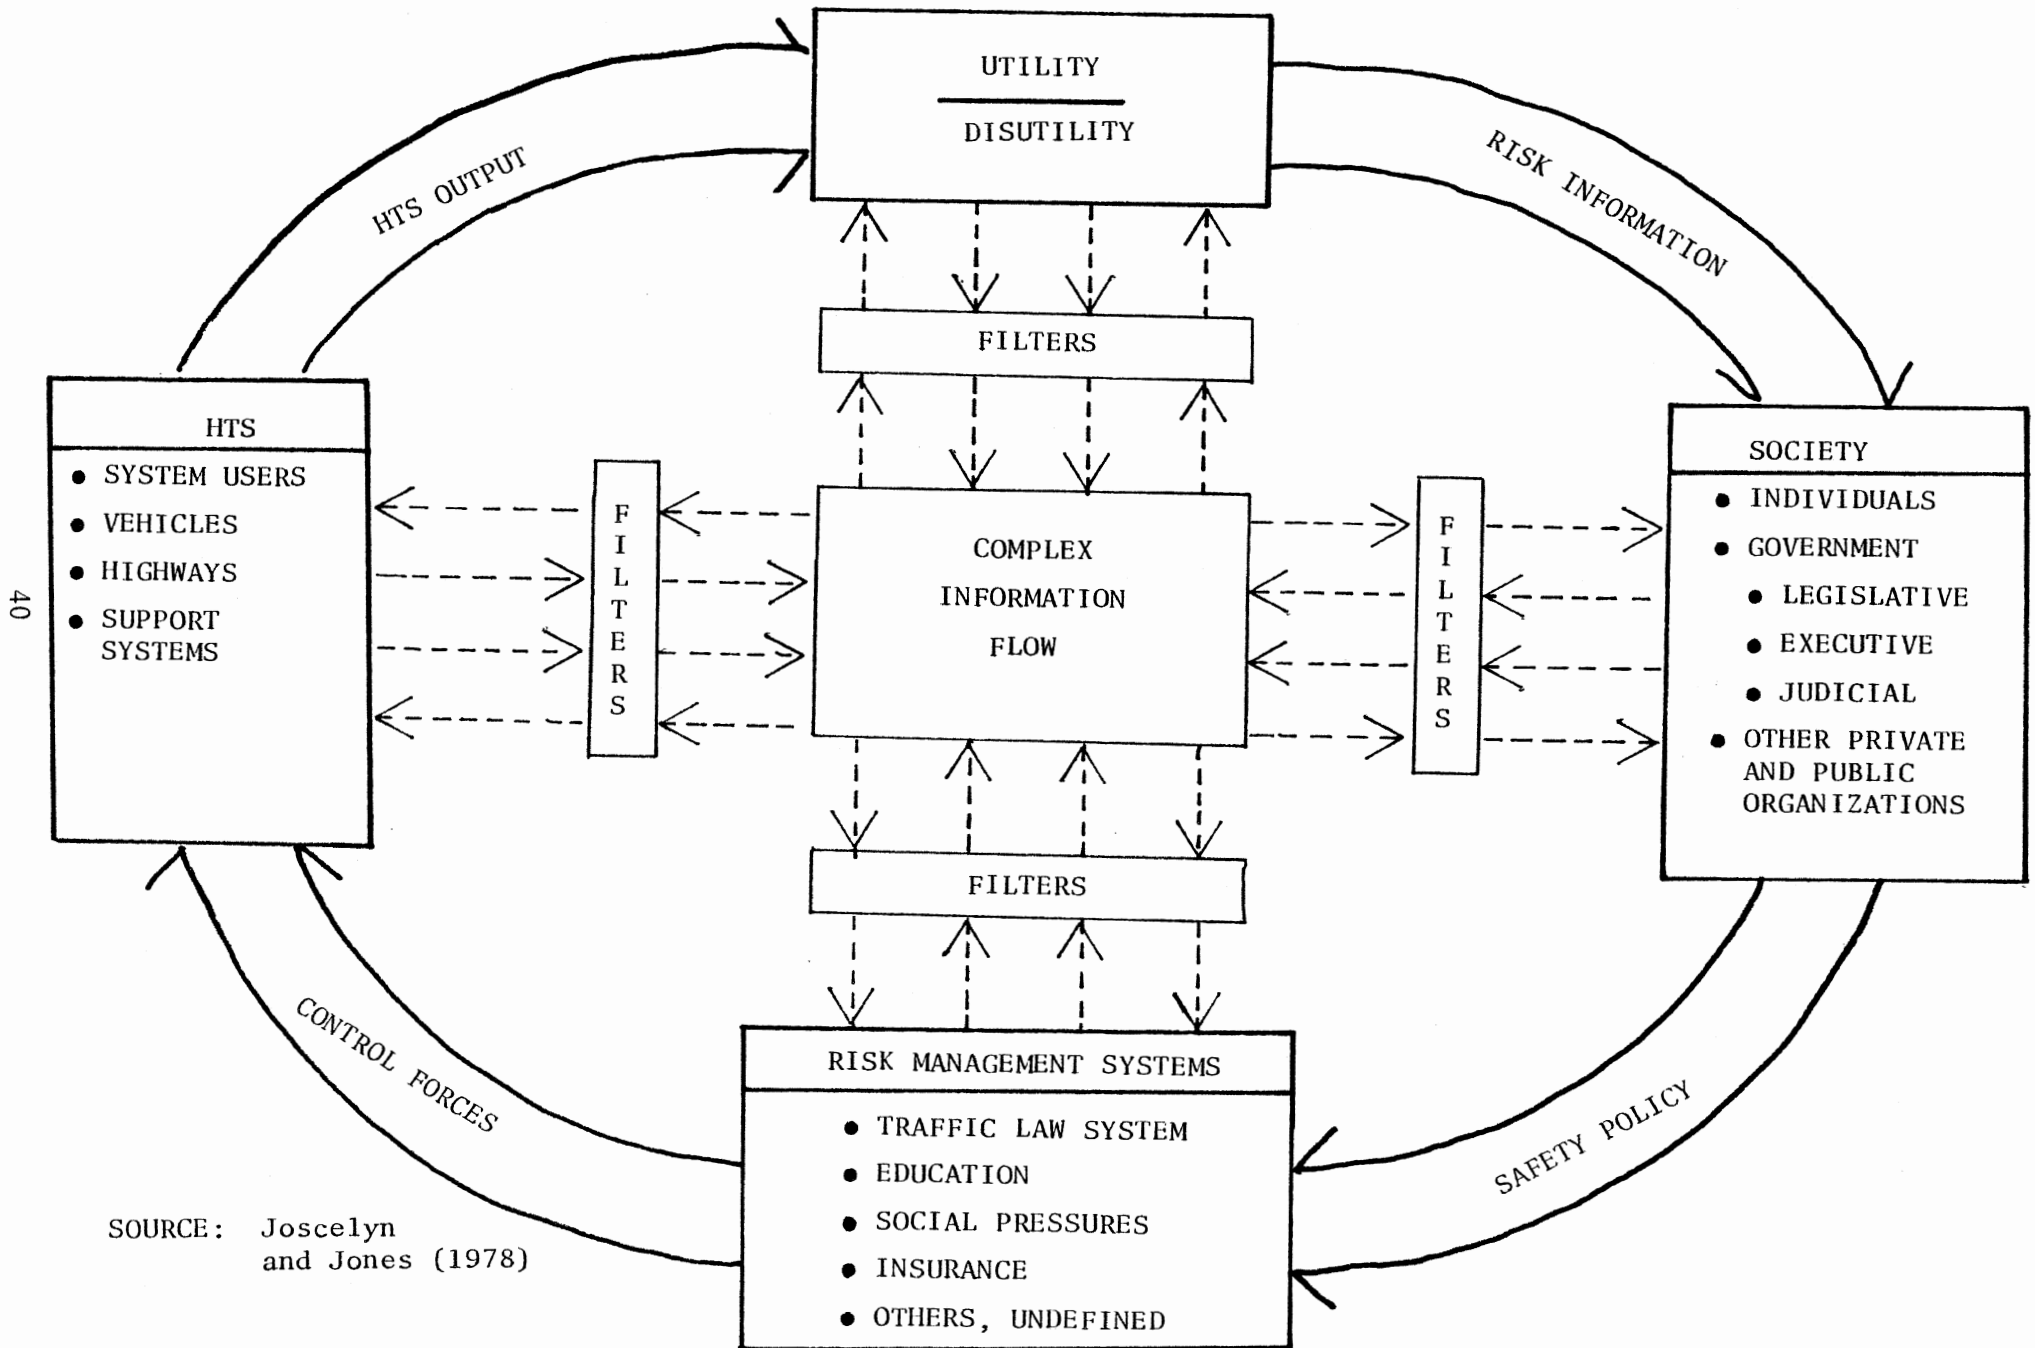 UTILITY
DISUTILITY
HTS OUTPUT
RISK INFORMATION
FILTERS
HTS
● SYSTEM USERS
● VEHICLES
● HIGHWAYS
● SUPPORT
SYSTEMS
FILTERS
COMPLEX
INFORMATION
FLOW
FILTERS
SOCIETY
● INDIVIDUALS
● GOVERNMENT
● LEGISLATIVE
● EXECUTIVE
● JUDICIAL
● OTHER PRIVATE
AND PUBLIC
ORGANIZATIONS
40
FILTERS
CONTROL FORCES
SAFETY POLICY
RISK MANAGEMENT SYSTEMS
● TRAFFIC LAW SYSTEM
● EDUCATION
● SOCIAL PRESSURES
● INSURANCE
● OTHERS, UNDEFINED
SOURCE: Joscelyn
and Jones (1978)